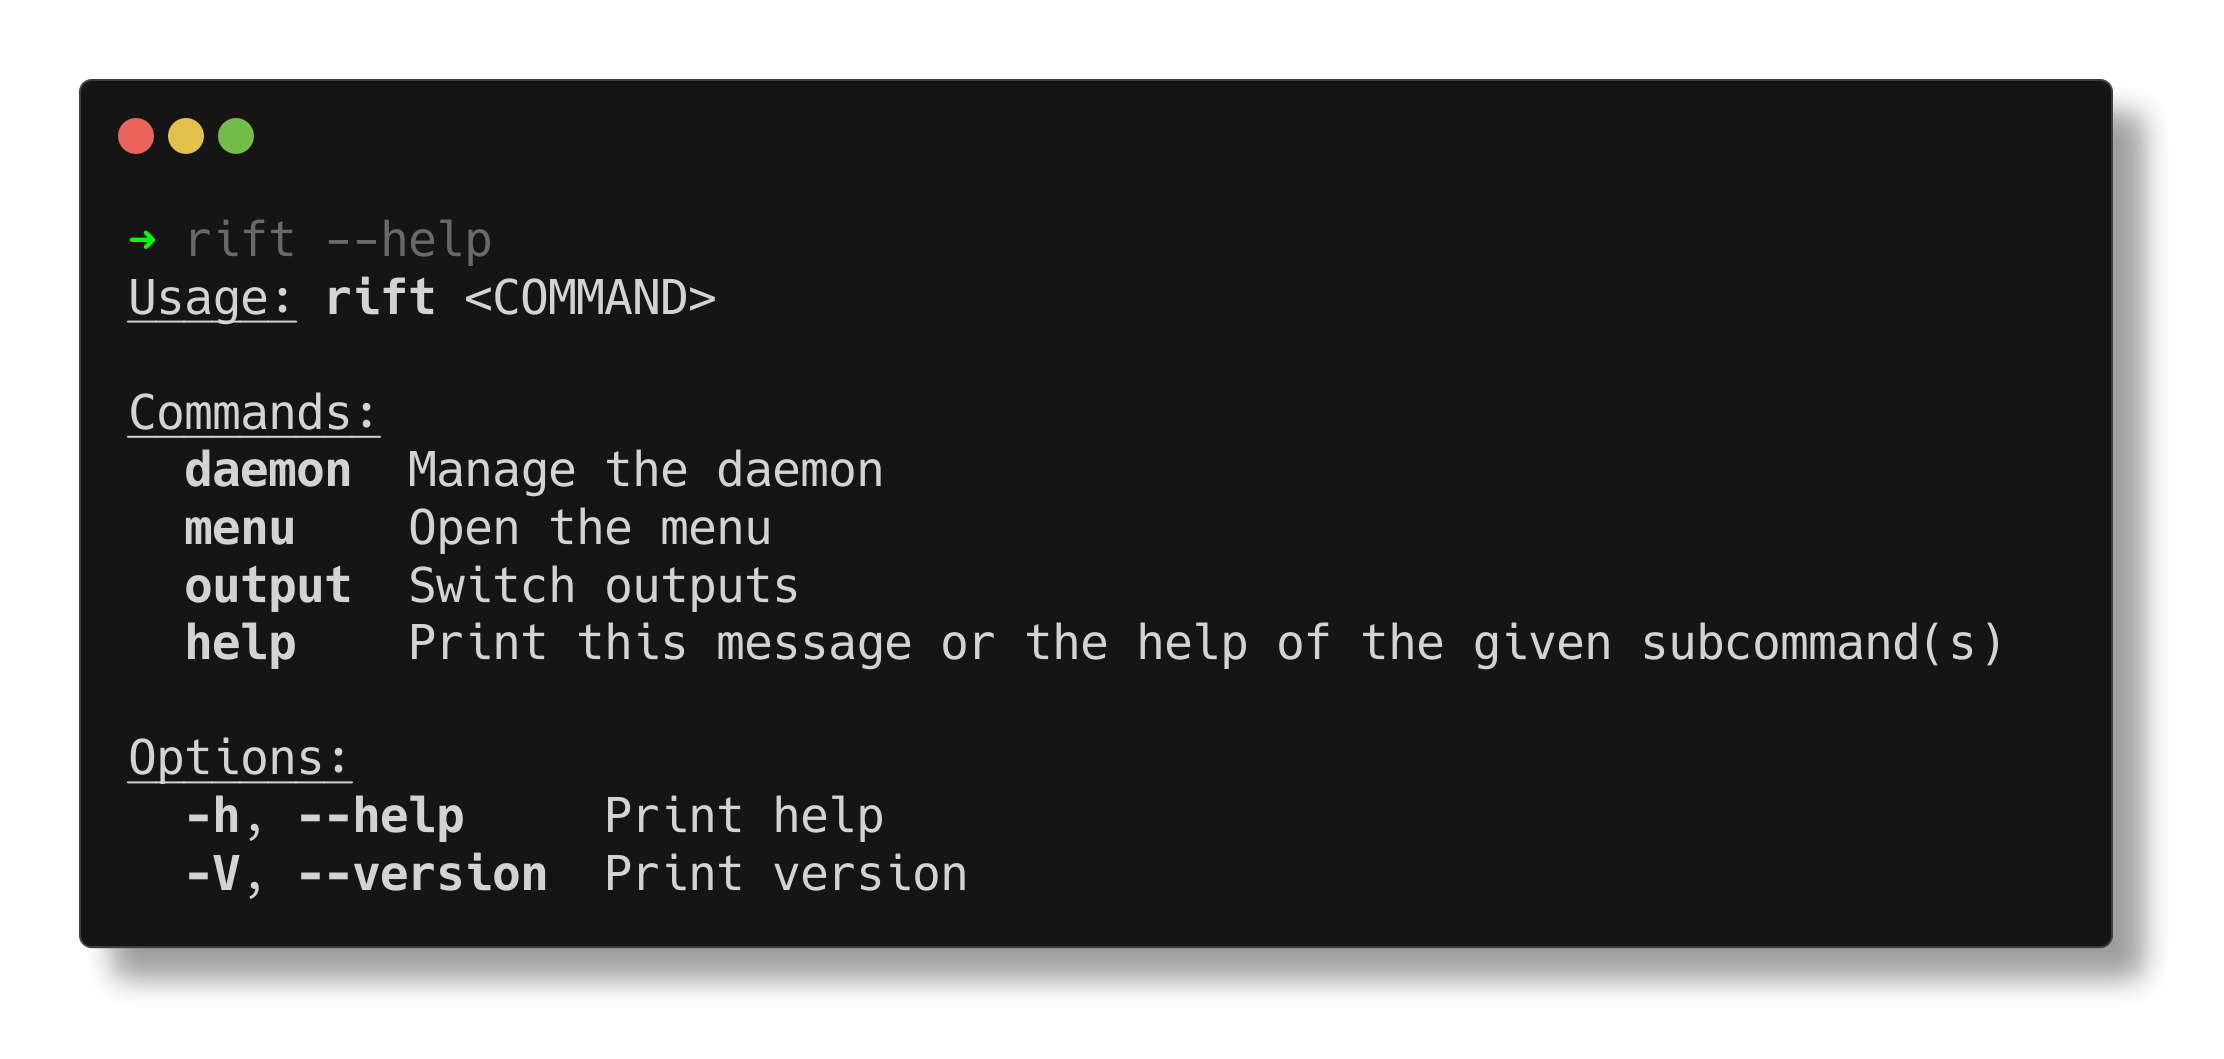 ➜ rift --help
Usage: rift <COMMAND>
Commands:
daemon  Manage the daemon
menu    Open the menu
output  Switch outputs
help    Print this message or the help of the given subcommand(s)
Options:
-h, --help     Print help
-V, --version  Print version